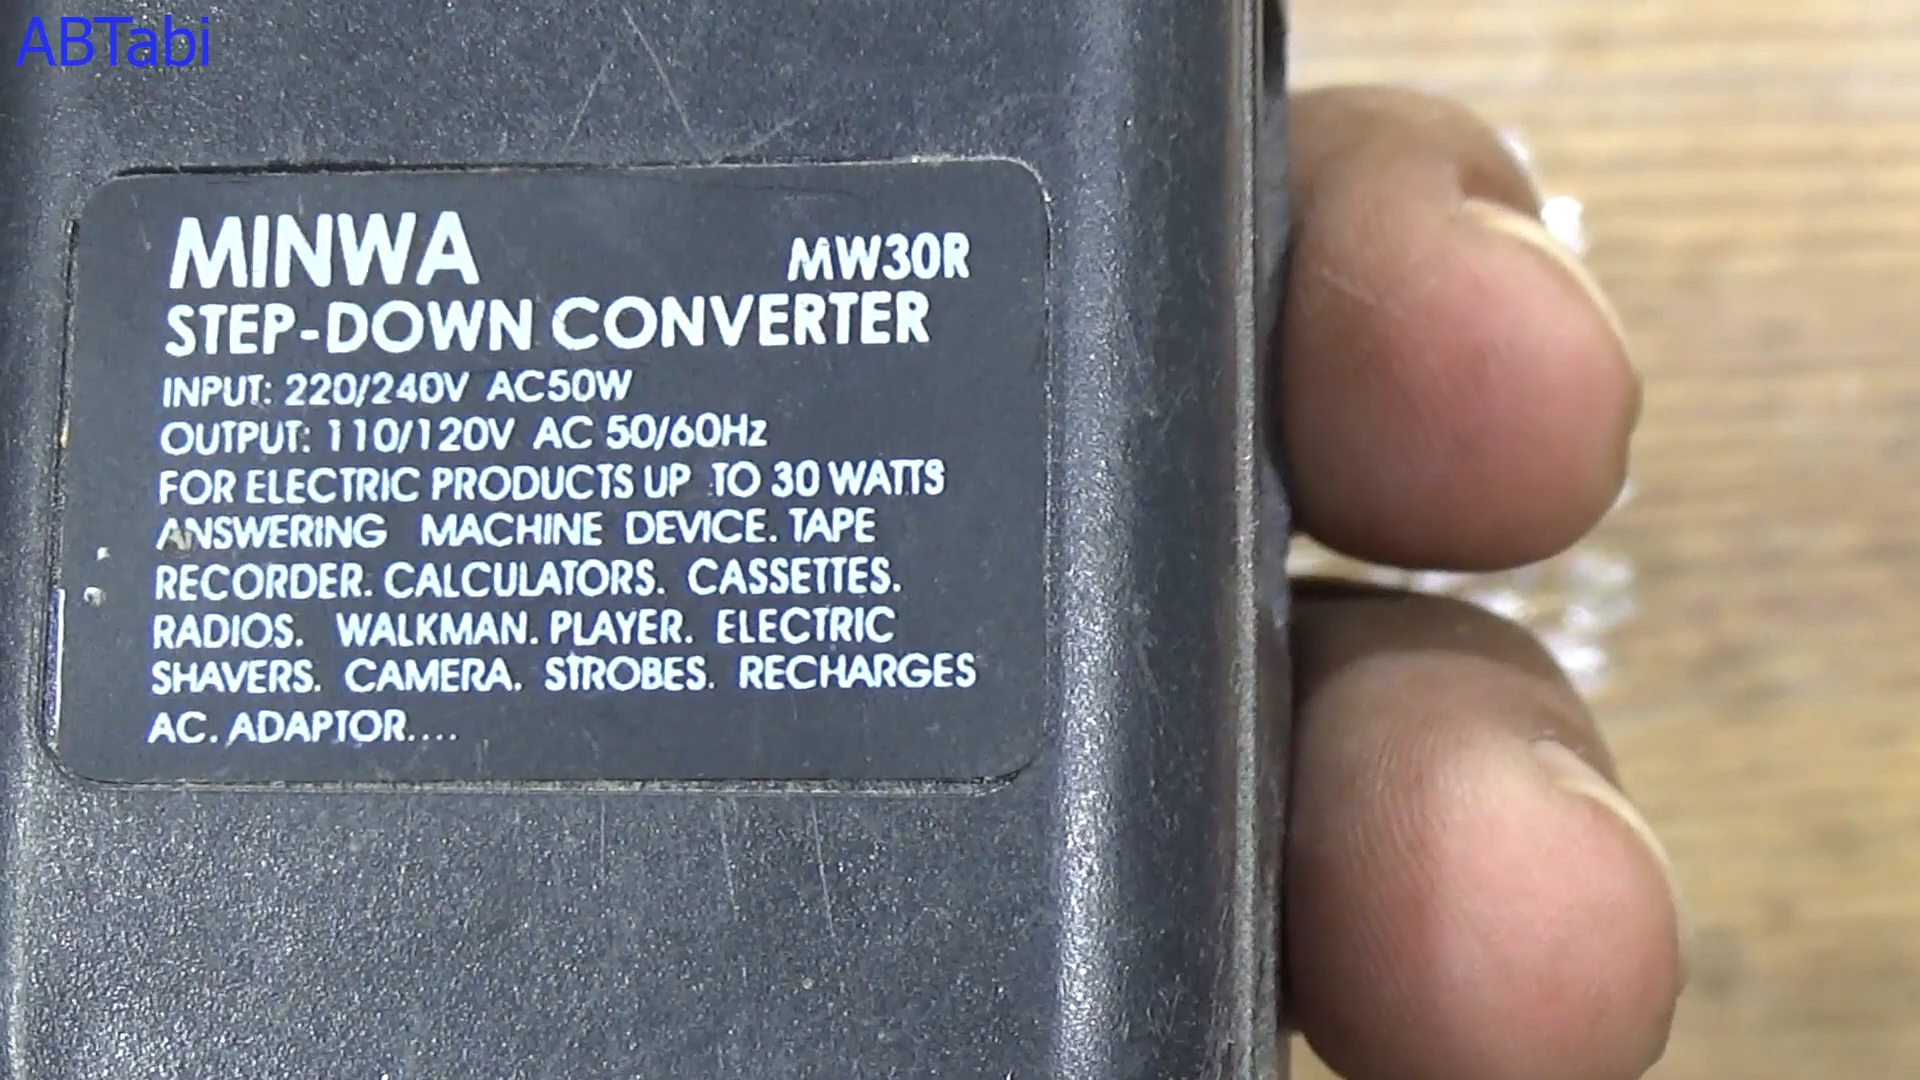 ABTabi
MINWA MW30R
STEP-DOWN CONVERTER
INPUT: 220/240V AC50W
OUTPUT: 110/120V AC 50/60Hz
FOR ELECTRIC PRODUCTS UP TO 30 WATTS
ANSWERING MACHINE DEVICE. TAPE
RECORDER. CALCULATORS. CASSETTES.
RADIOS. WALKMAN. PLAYER. ELECTRIC
SHAVERS. CAMERA. STROBES. RECHARGES
AC. ADAPTOR....